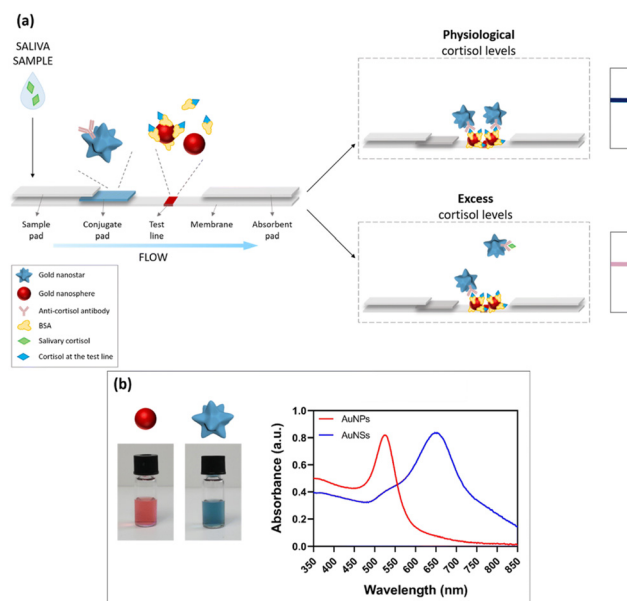 (a)
SALIVA
SAMPLE
Sample
pad
Conjugate
pad
Test
line
Membrane
Absorbent
pad
FLOW
Gold nanostar
Gold nanosphere
Anti-cortisol antibody
BSA
Salivary cortisol
Cortisol at the test line
Physiological
cortisol levels
Excess
cortisol levels
(b)
AuNPs
AuNSs
Absorbance (a.u.)
1.0
0.8
0.6
0.4
0.2
0.0
350 400 450 500 550 600 650 700 750 800 850
Wavelength (nm)